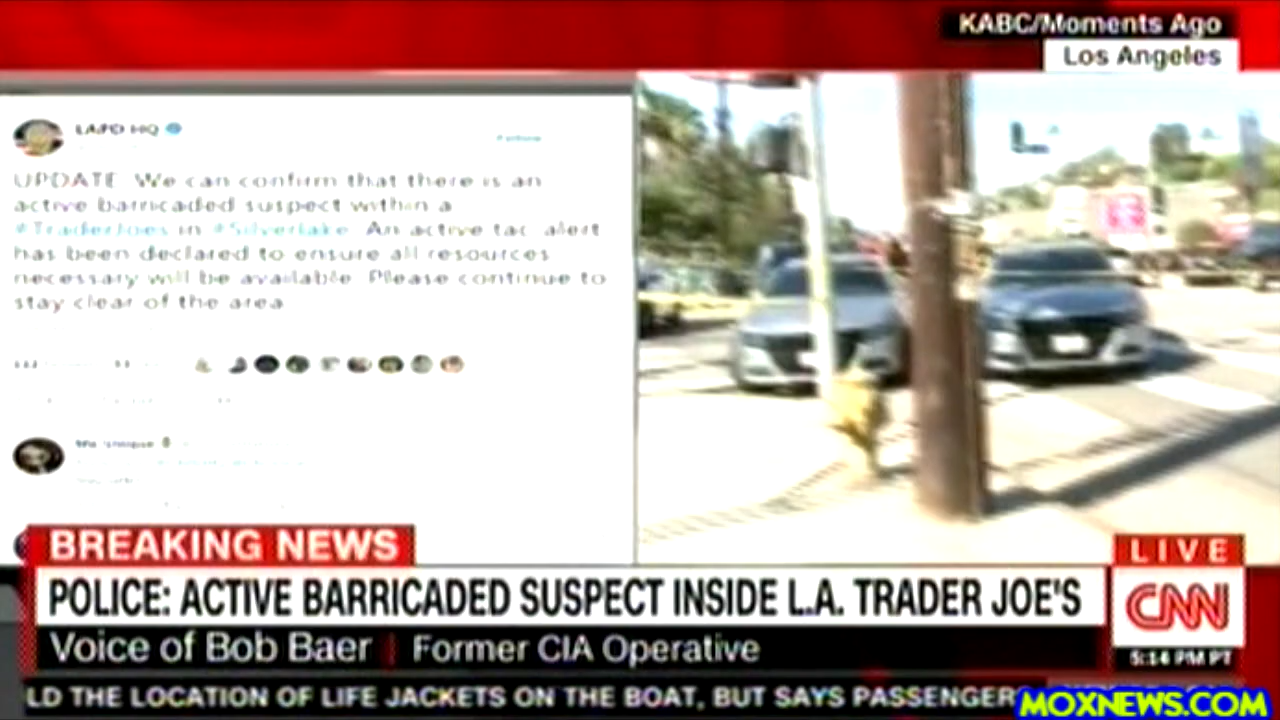 KABC/Moments Ago
Los Angeles
LAPD HQ
UPDATE: We can confirm that there is an
active barricaded suspect within a
#TraderJoes in #Silverlake. An active tac. alert
has been declared to ensure all resources
necessary will be available. Please continue to
stay clear of the area
BREAKING NEWS
POLICE: ACTIVE BARRICADED SUSPECT INSIDE L.A. TRADER JOE'S
Voice of Bob Baer | Former CIA Operative
LIVE
CNN
5:14 PM PT
LD THE LOCATION OF LIFE JACKETS ON THE BOAT, BUT SAYS PASSENGER
MOXNEWS.COM